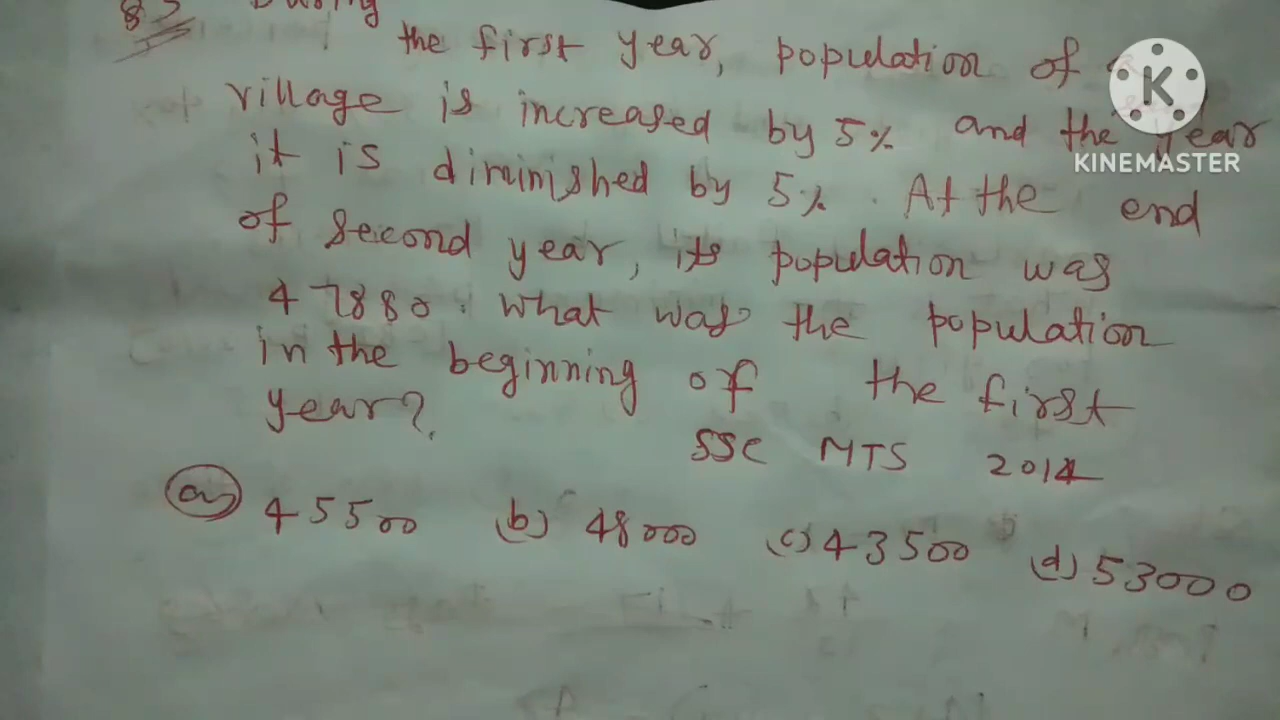 the first year, population of a
village is increased by 5% and the year
it is diminished by 5%. At the end
of second year, its population was
47880. What was the population
in the beginning of the first
year?
SSC MTS 2014
(a) 45500 (b) 48000 (c) 43500 (d) 53000
KINEMASTER